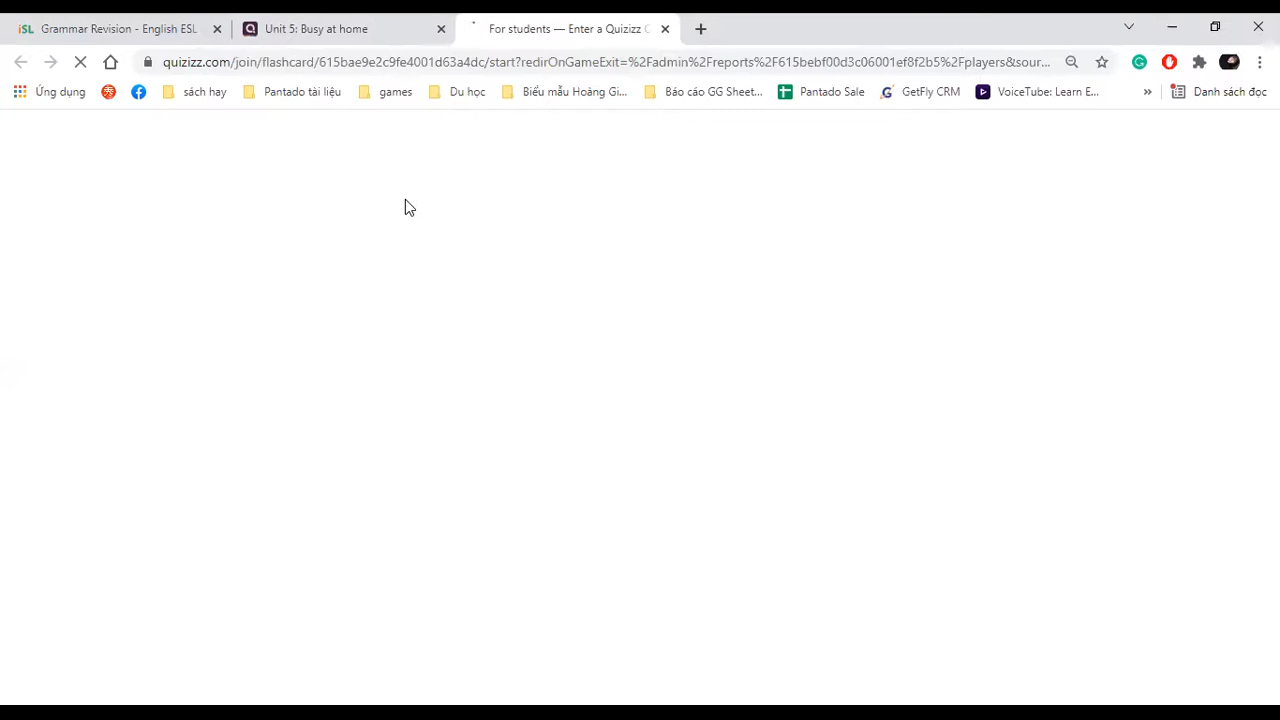 iSL Grammar Revision - English ESL
Unit 5: Busy at home
For students — Enter a Quizizz
quizizz.com/join/flashcard/615bae9e2c9fe4001d63a4dc/start?redirOnGameExit=%2Fadmin%2Freports%2F615bebf00d3c06001ef8f2b5%2Fplayers&sour...
Ứng dụng
sách hay
Pantado tài liệu
games
Du học
Biểu mẫu Hoàng Gi...
Báo cáo GG Sheet...
Pantado Sale
GetFly CRM
VoiceTube: Learn E...
»
Danh sách đọc